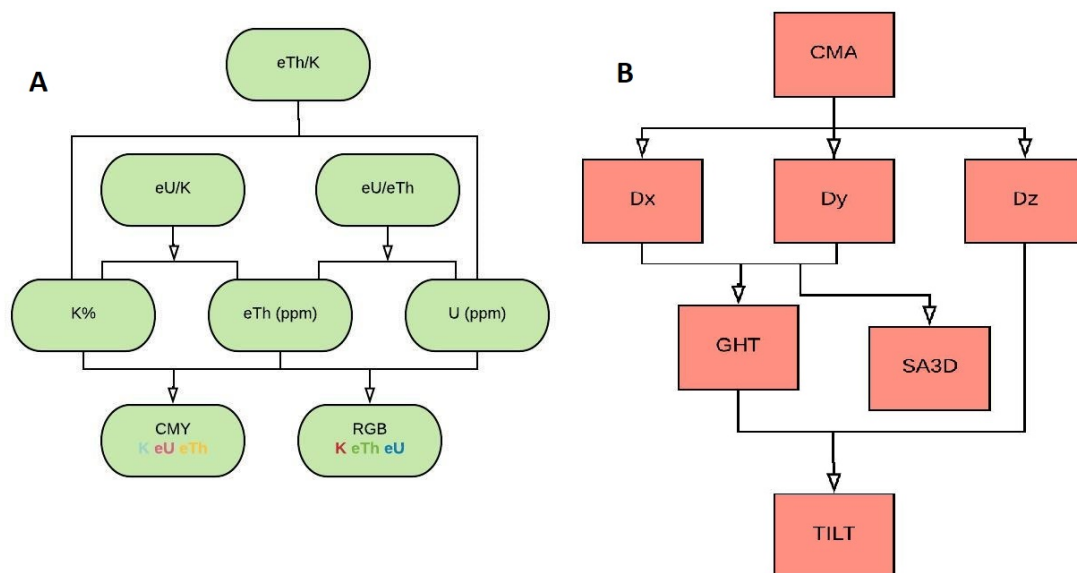 A
eTh/K
eU/K
eU/eTh
K%
eTh (ppm)
U (ppm)
CMY
K eU eTh
RGB
K eTh eU
B
CMA
Dx
Dy
Dz
GHT
SA3D
TILT